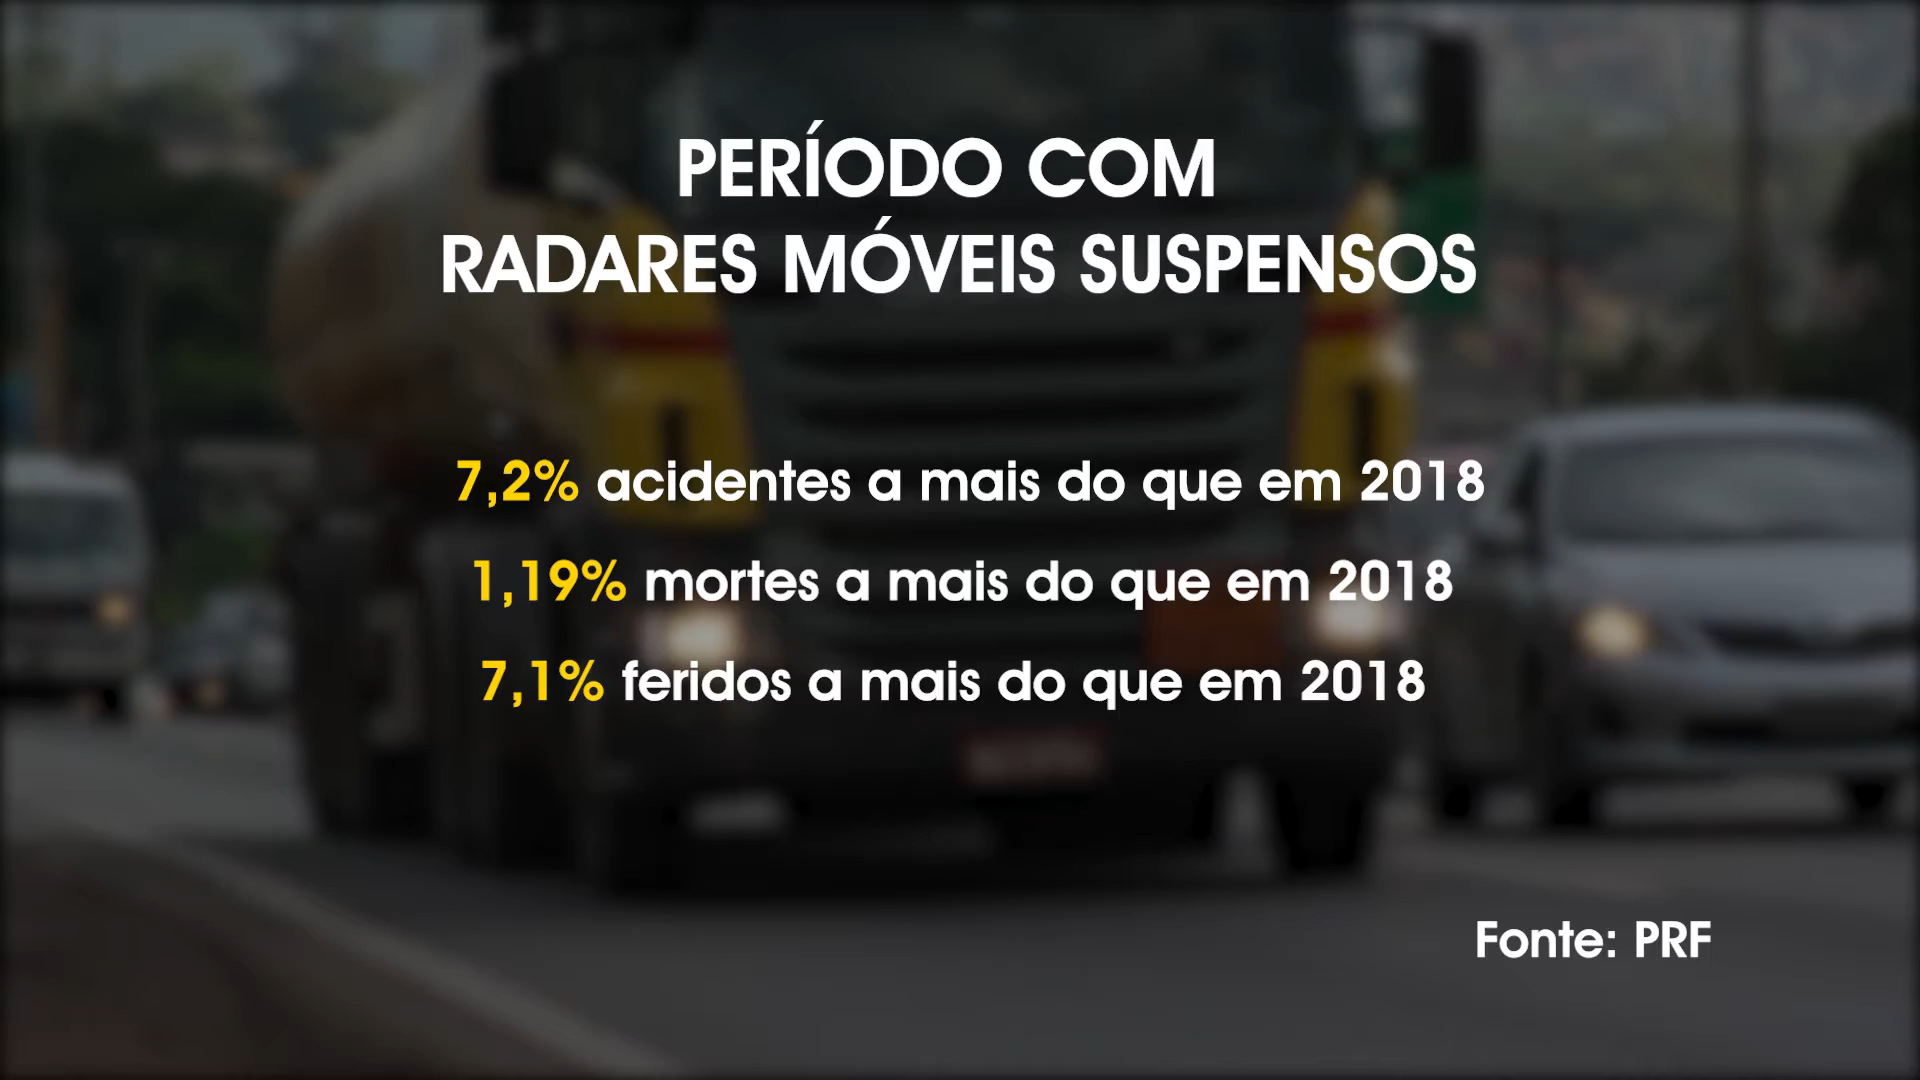 PERÍODO COM
RADARES MÓVEIS SUSPENSOS
7,2% acidentes a mais do que em 2018
1,19% mortes a mais do que em 2018
7,1% feridos a mais do que em 2018
Fonte: PRF